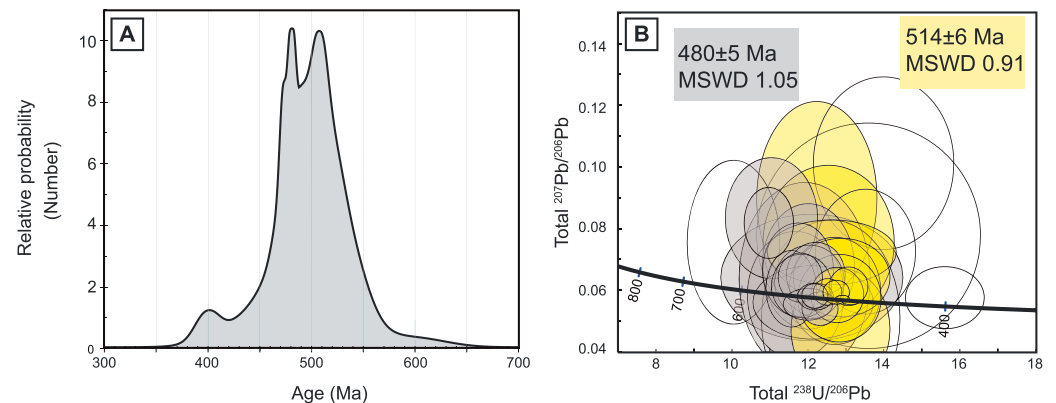 A
Relative probability
(Number)
10
8
6
4
2
0
300
400
500
600
700
Age (Ma)
B
480±5 Ma
MSWD 1.05
514±6 Ma
MSWD 0.91
Total 207Pb/206Pb
0.14
0.12
0.10
0.08
0.06
0.04
800
700
600
400
8
10
12
14
16
18
Total 238U/206Pb